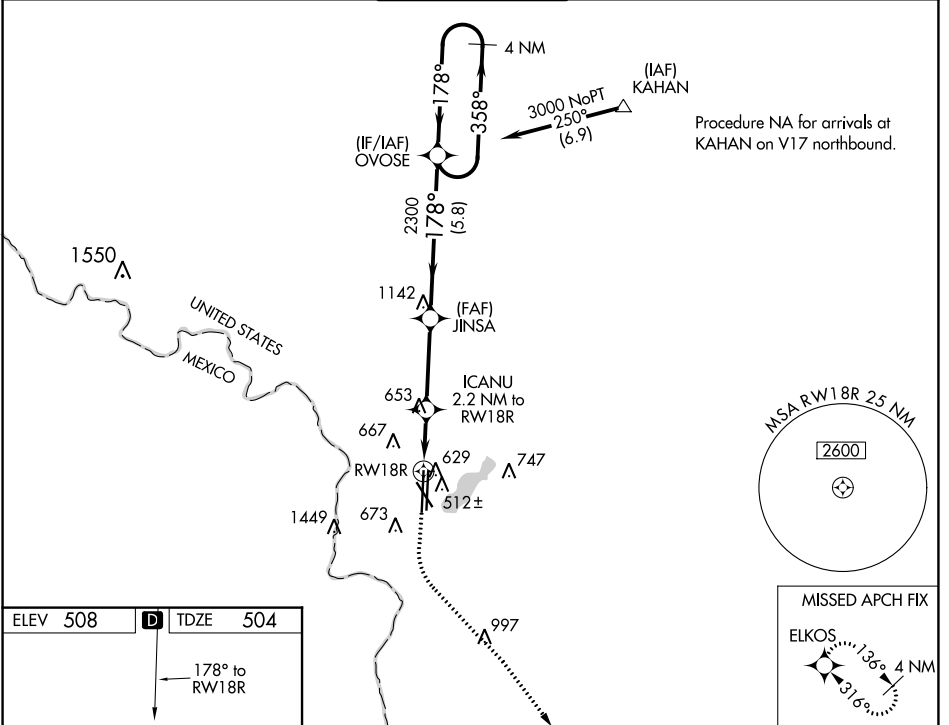 4 NM
178°
358°
(IAF)
KAHAN
3000 NoPT
250°
(6.9)
Procedure NA for arrivals at
KAHAN on V17 northbound.
(IF/IAF)
OVOSE
2300
178°
(5.8)
1550
1142
(FAF)
JINSA
UNITED STATES
MEXICO
ICANU
2.2 NM to
RW18R
653
667
RW18R
629
747
512±
1449
673
997
MSA RW18R 25 NM
2600
MISSED APCH FIX
ELKOS
136°
4 NM
316°
ELEV 508
D
TDZE 504
178° to
RW18R